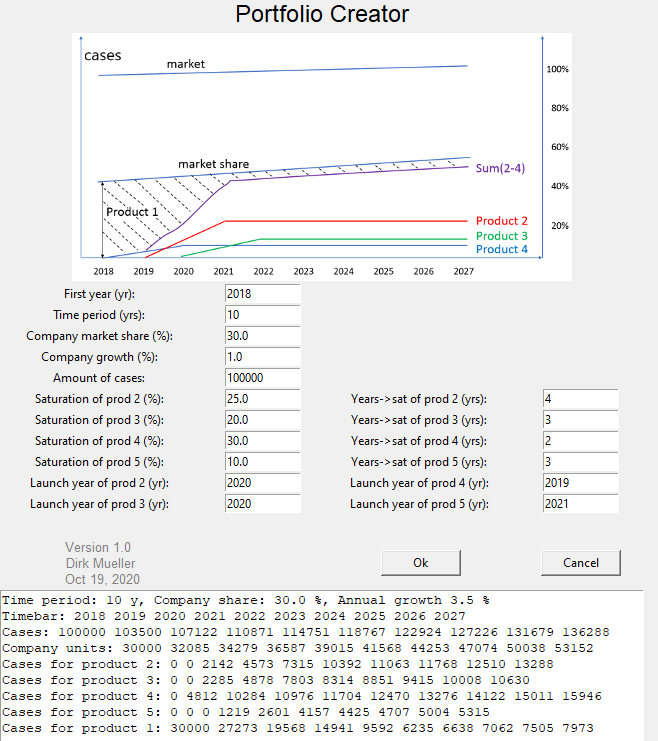 Portfolio Creator
cases
market
100%
80%
market share
60%
Sum(2-4)
40%
Product 1
Product 2
20%
Product 3
Product 4
2018 2019 2020 2021 2022 2023 2024 2025 2026 2027
First year (yr): 2018
Time period (yrs): 10
Company market share (%): 30.0
Company growth (%): 1.0
Amount of cases: 100000
Saturation of prod 2 (%): 25.0 Years->sat of prod 2 (yrs): 4
Saturation of prod 3 (%): 20.0 Years->sat of prod 3 (yrs): 3
Saturation of prod 4 (%): 30.0 Years->sat of prod 4 (yrs): 2
Saturation of prod 5 (%): 10.0 Years->sat of prod 5 (yrs): 3
Launch year of prod 2 (yr): 2020 Launch year of prod 4 (yr): 2019
Launch year of prod 3 (yr): 2020 Launch year of prod 5 (yr): 2021
Version 1.0
Dirk Mueller
Oct 19, 2020
Ok Cancel
Time period: 10 y, Company share: 30.0 %, Annual growth 3.5 %
Timebar: 2018 2019 2020 2021 2022 2023 2024 2025 2026 2027
Cases: 100000 103500 107122 110871 114751 118767 122924 127226 131679 136288
Company units: 30000 32085 34279 36587 39015 41568 44253 47074 50038 53152
Cases for product 2: 0 0 2142 4573 7315 10392 11063 11768 12510 13288
Cases for product 3: 0 0 2285 4878 7803 8314 8851 9415 10008 10630
Cases for product 4: 0 4812 10284 10976 11704 12470 13276 14122 15011 15946
Cases for product 5: 0 0 0 1219 2601 4157 4425 4707 5004 5315
Cases for product 1: 30000 27273 19568 14941 9592 6235 6638 7062 7505 7973